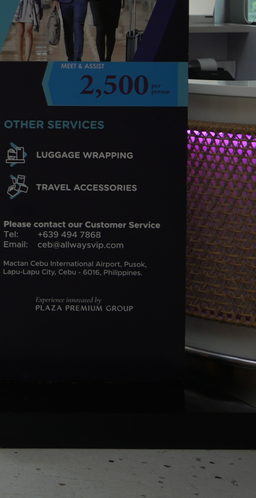 MEET & ASSIST
2,500 per person
OTHER SERVICES
LUGGAGE WRAPPING
TRAVEL ACCESSORIES
Please contact our Customer Service
Tel: +639 494 7868
Email: ceb@allwaysvip.com
Mactan Cebu International Airport, Pusok,
Lapu-Lapu City, Cebu - 6016, Philippines.
Experience innovated by
PLAZA PREMIUM GROUP